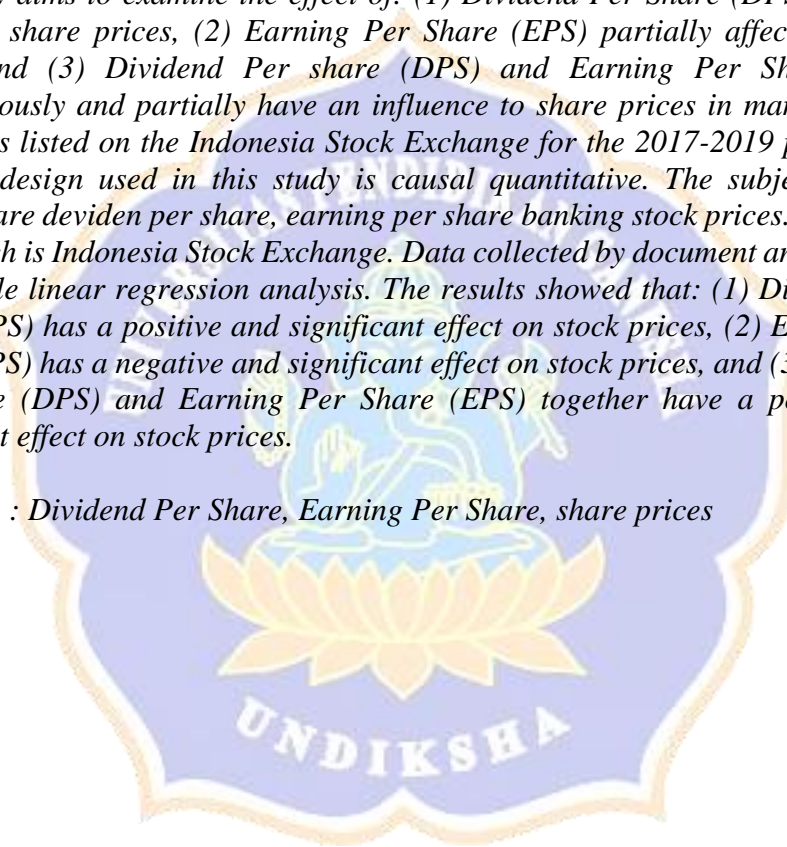 aims to examine the effect of: (1) Dividend Per Share
share prices, (2) Earning Per Share (EPS) partially affec
nd (3) Dividend Per share (DPS) and Earning Per Sh
ously and partially have an influence to share prices in man
s listed on the Indonesia Stock Exchange for the 2017-2019 p
design used in this study is causal quantitative. The subje
are deviden per share, earning per share banking stock prices.
h is Indonesia Stock Exchange. Data collected by document an
le linear regression analysis. The results showed that: (1) Di
PS) has a positive and significant effect on stock prices, (2) E
PS) has a negative and significant effect on stock prices, and (3
e (DPS) and Earning Per Share (EPS) together have a po
t effect on stock prices.
: Dividend Per Share, Earning Per Share, share prices
UNIVERSITAS PENDIDIKAN GANESHA
UNDIKSHA